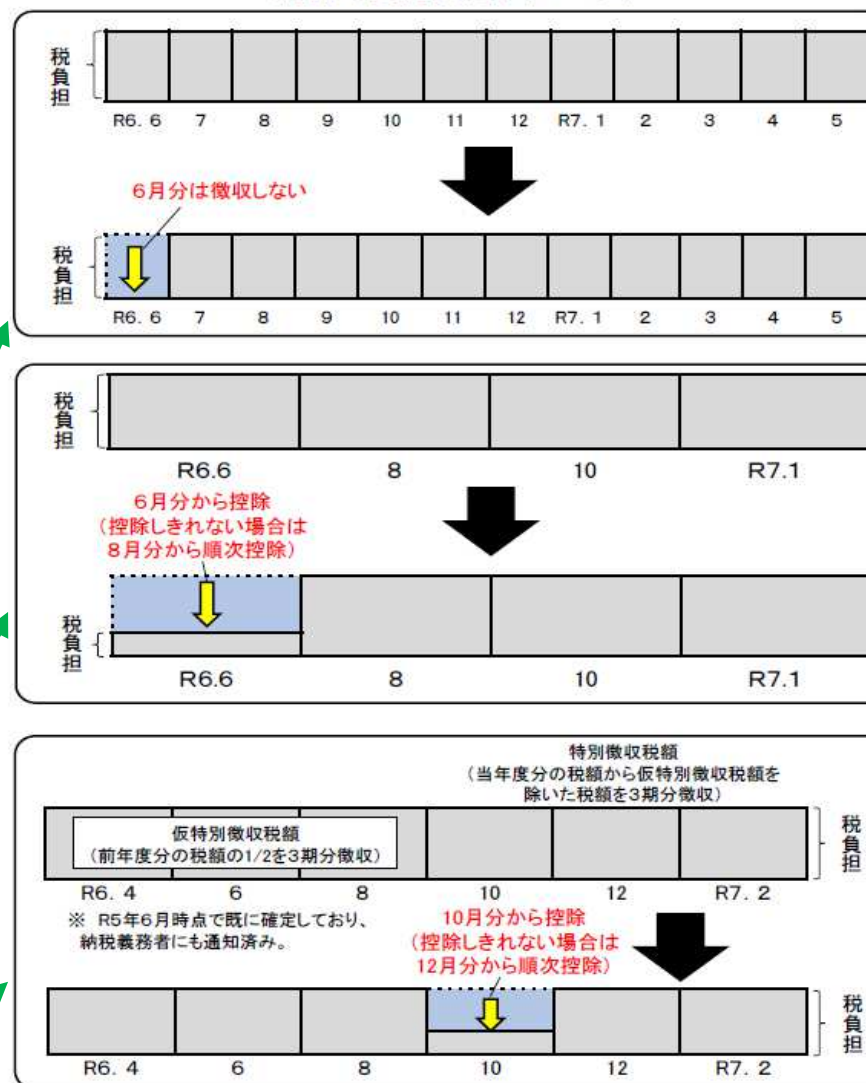 税負担
R6. 6 7 8 9 10 11 12 R7. 1 2 3 4 5
6月分は徴収しない
税負担
R6. 6 7 8 9 10 11 12 R7. 1 2 3 4 5
税負担
R6.6 8 10 R7.1
6月分から控除
(控除しきれない場合は
8月分から順次控除)
税負担
R6.6 8 10 R7.1
特別徴収税額
(当年度分の税額から仮特別徴収税額を
除いた税額を3期分徴収)
仮特別徴収税額
(前年度分の税額の1/2を3期分徴収)
税負担
R6. 4 6 8 10 12 R7. 2
※ R5年6月時点で既に確定しており、
納税義務者にも通知済み。
10月分から控除
(控除しきれない場合は
12月分から順次控除)
税負担
R6. 4 6 8 10 12 R7. 2